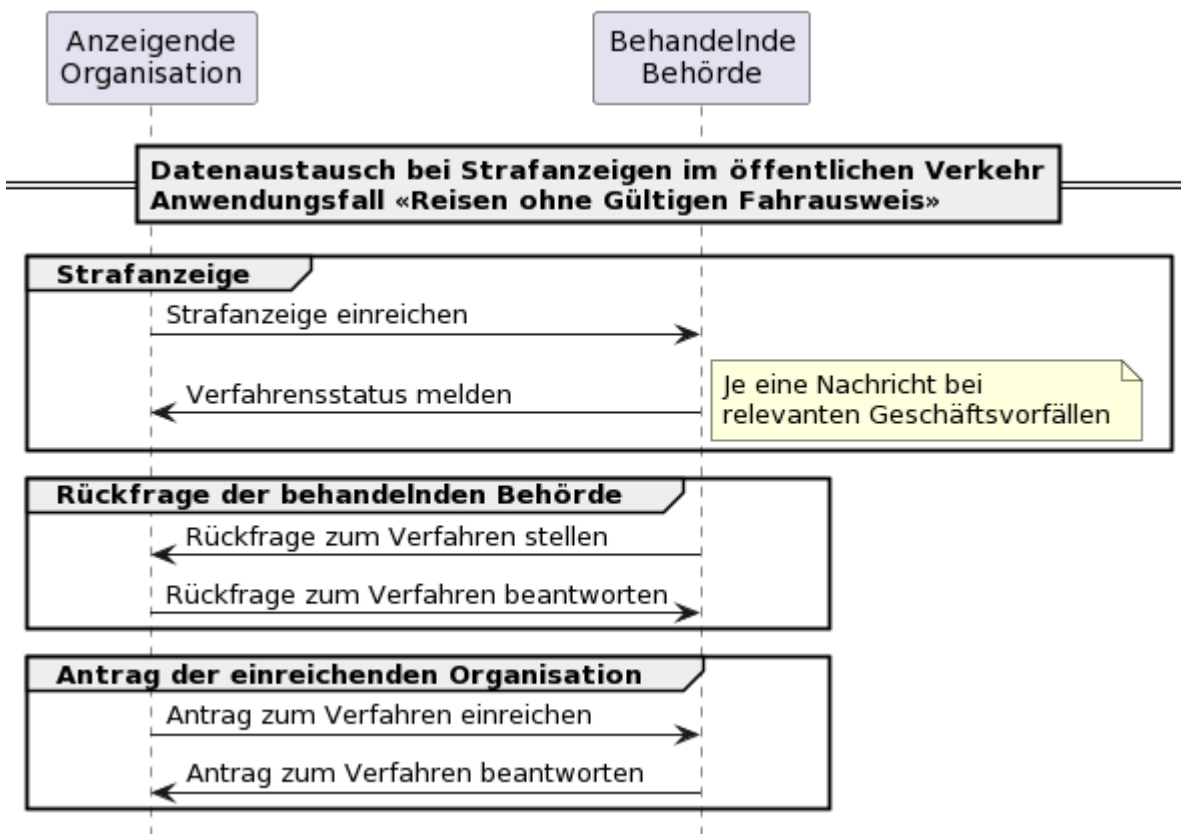 Anzeigende
Organisation
Behandelnde
Behörde
Datenaustausch bei Strafanzeigen im öffentlichen Verkehr
Anwendungsfall «Reisen ohne Gültigen Fahrausweis»
Strafanzeige
Strafanzeige einreichen
Verfahrensstatus melden
Je eine Nachricht bei
relevanten Geschäftsvorfällen
Rückfrage der behandelnden Behörde
Rückfrage zum Verfahren stellen
Rückfrage zum Verfahren beantworten
Antrag der einreichenden Organisation
Antrag zum Verfahren einreichen
Antrag zum Verfahren beantworten